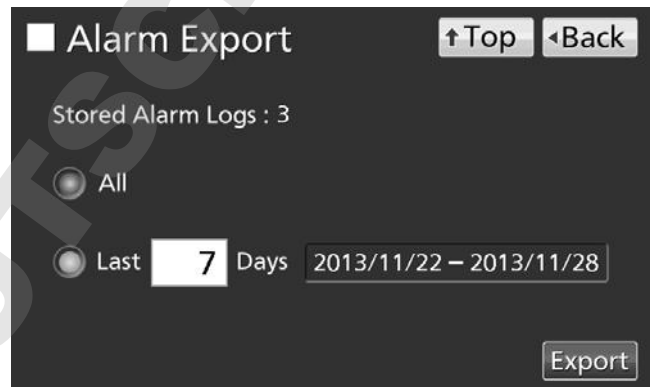 Alarm Export
↑Top
◂Back
Stored Alarm Logs : 3
All
Last 7 Days 2013/11/22 – 2013/11/28
Export